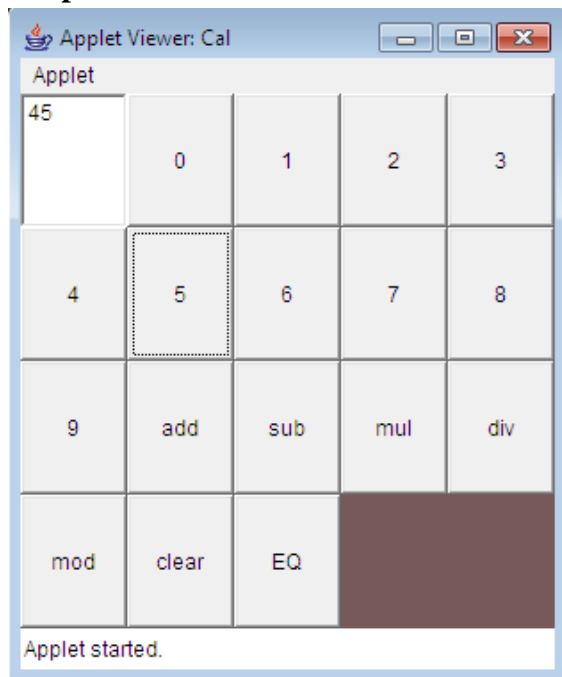 Applet Viewer: Cal
Applet
45
0 1 2 3
4 5 6 7 8
9 add sub mul div
mod clear EQ
Applet started.